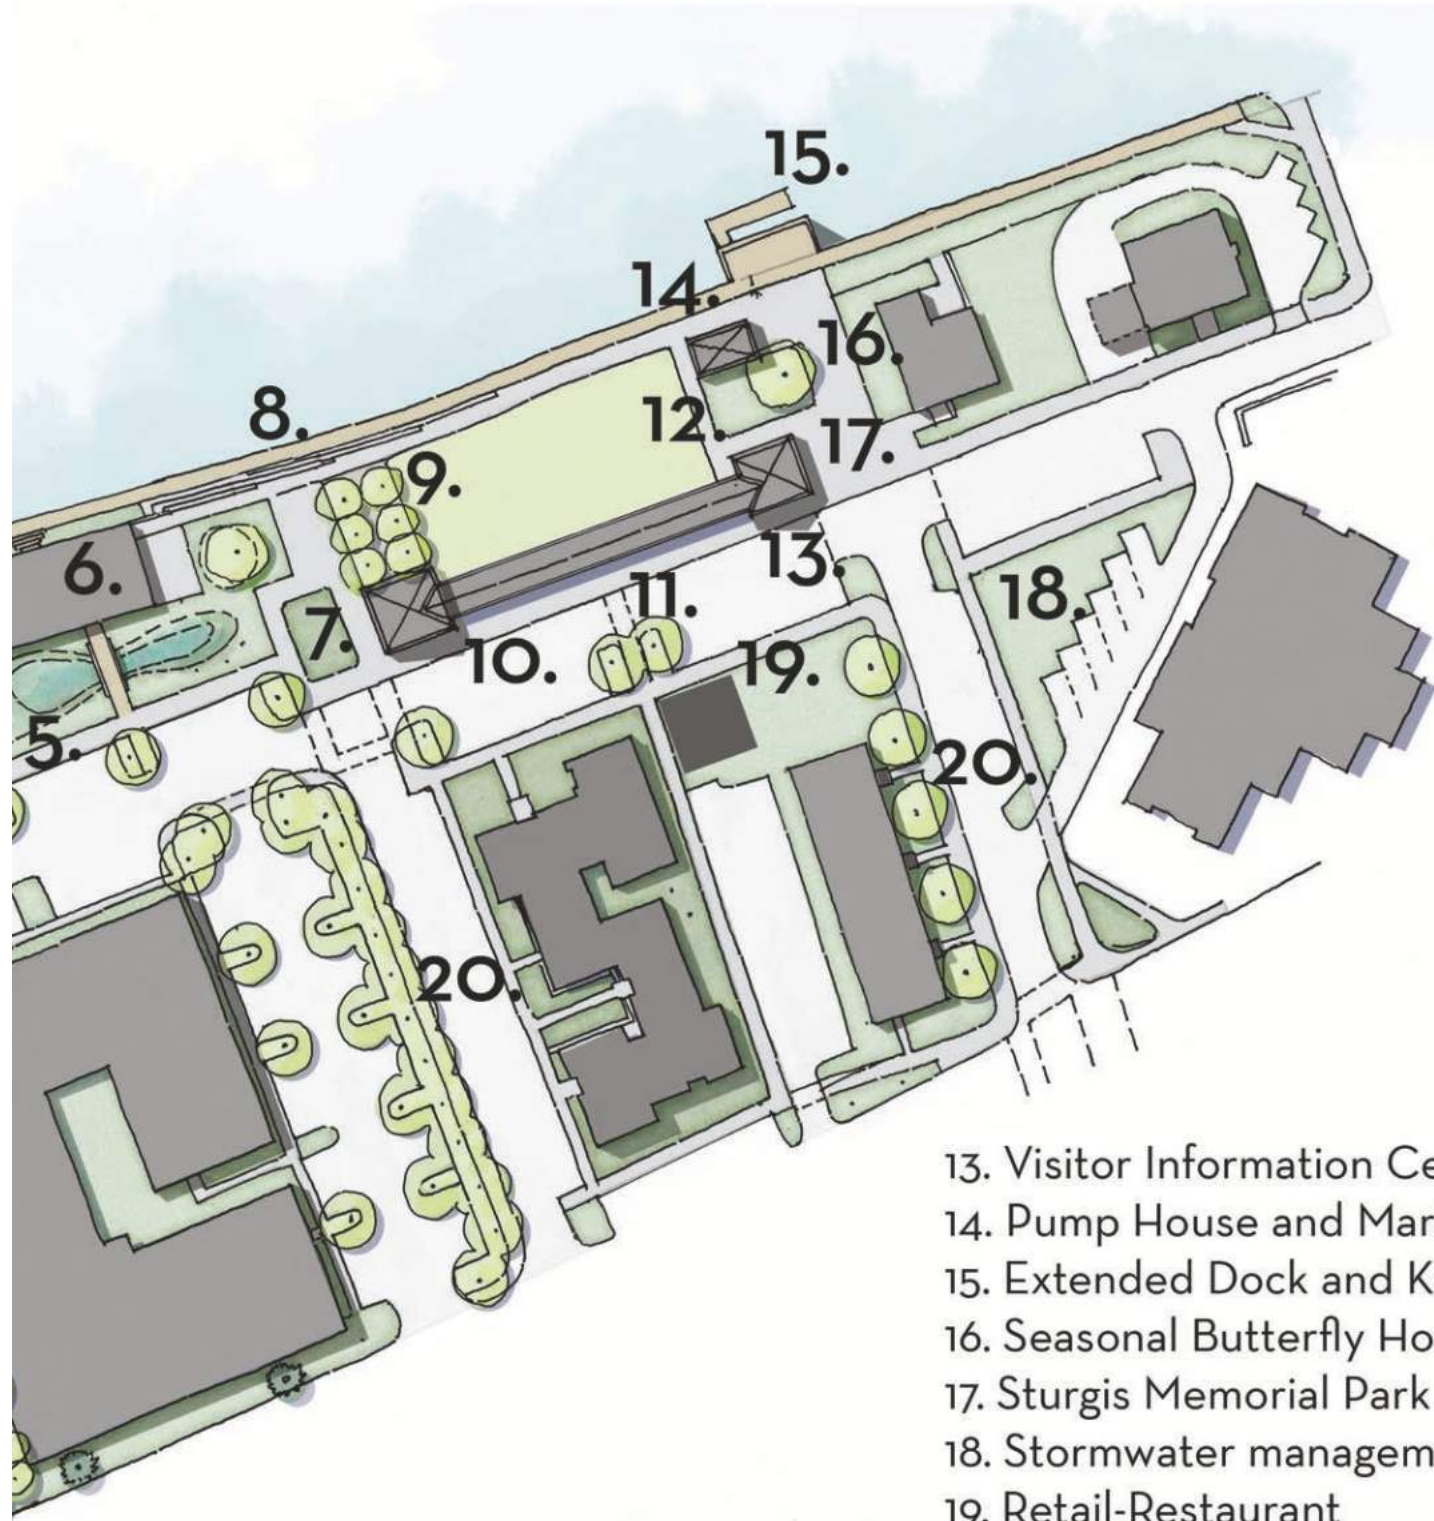 15.
14.
16.
8.
12.
17.
9.
6.
13.
11.
18.
7.
10.
19.
5.
20.
20.
13. Visitor Information Ce
14. Pump House and Mar
15. Extended Dock and K
16. Seasonal Butterfly Ho
17. Sturgis Memorial Park
18. Stormwater managem
19. Retail-Restaurant